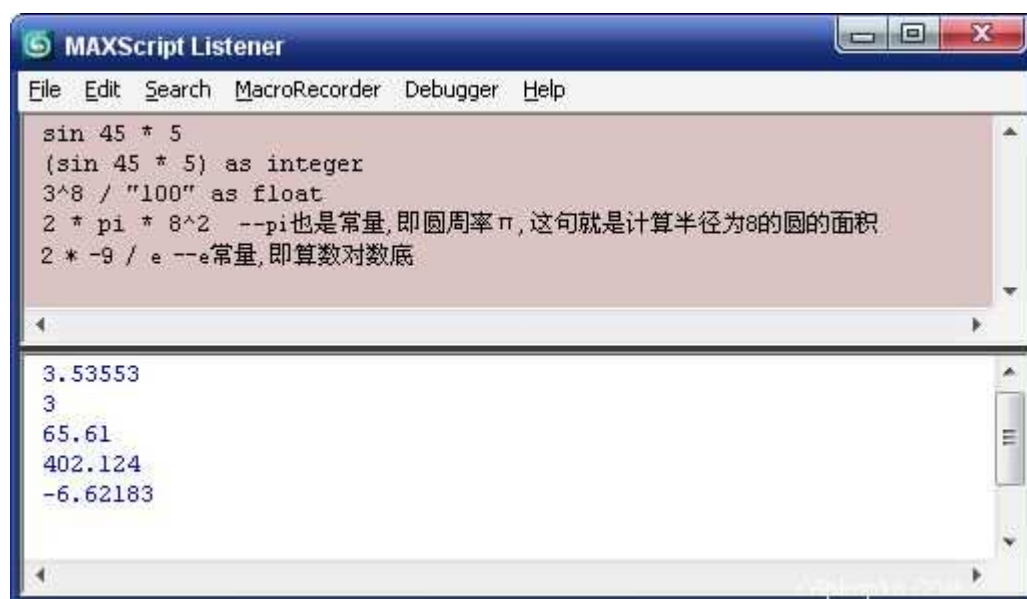 MAXScript Listener
File Edit Search MacroRecorder Debugger Help
sin 45 * 5
(sin 45 * 5) as integer
3^8 / "100" as float
2 * pi * 8^2 --pi也是常量,即圆周率π,这句就是计算半径为8的圆的面积
2 * -9 / e --e常量,即算数对数底
3.53553
3
65.61
402.124
-6.62183